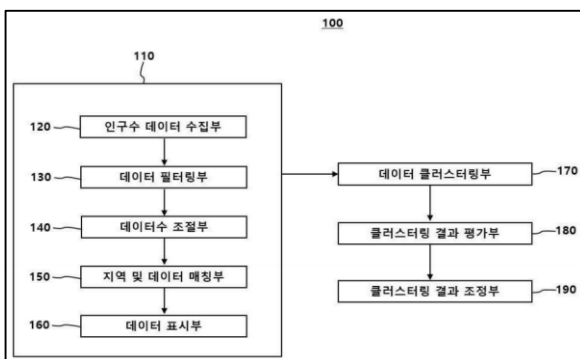 100
110
120 인구수 데이터 수집부
130 데이터 필터링부
140 데이터수 조절부
150 지역 및 데이터 매칭부
160 데이터 표시부
데이터 클러스터링부 170
클러스터링 결과 평가부 180
클러스터링 결과 조정부 190